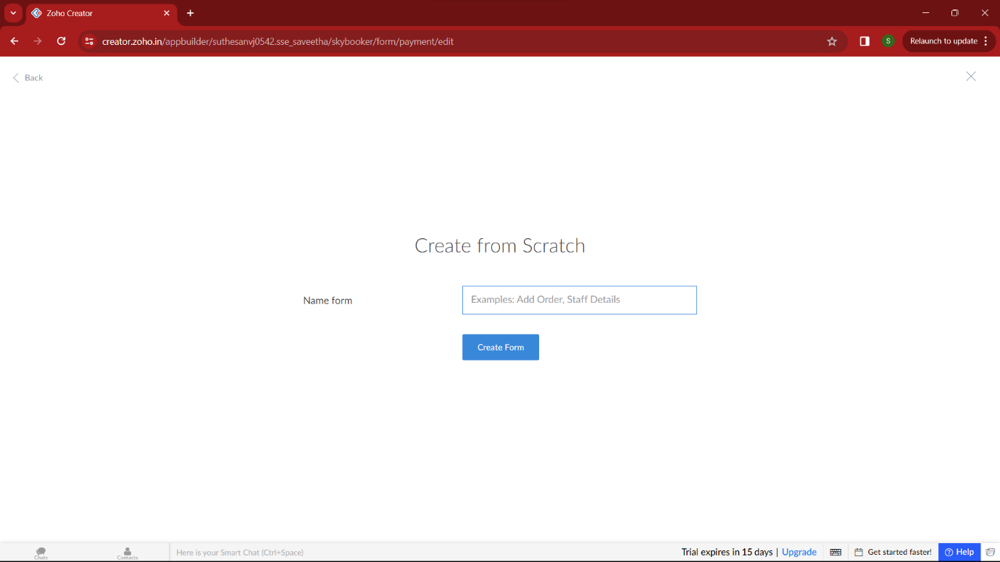 Zoho Creator
creator.zoho.in/appbuilder/suthesanvj0542.sse_saveetha/skybooker/form/payment/edit
S
Relaunch to update
Back
Create from Scratch
Name form
Examples: Add Order, Staff Details
Create Form
Chats
Contacts
Here is your Smart Chat (Ctrl+Space)
Trial expires in 15 days | Upgrade
Get started faster!
Help